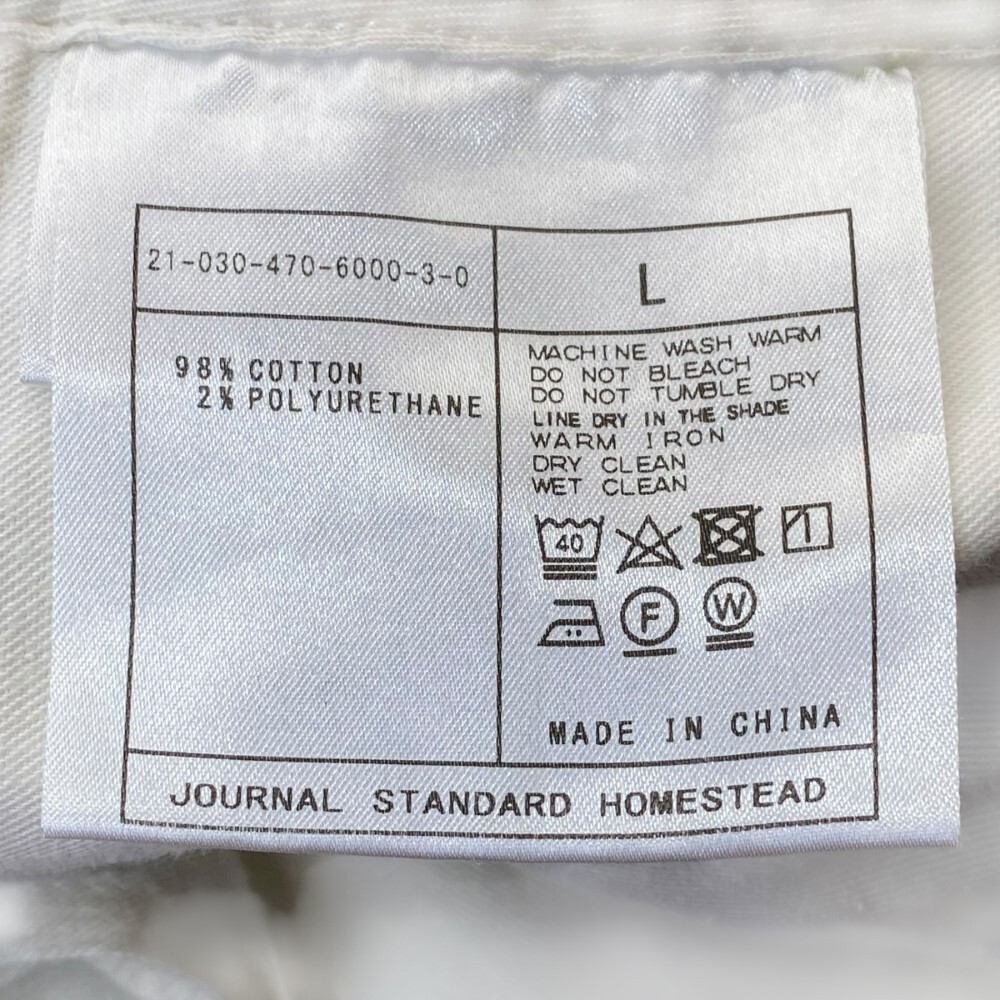 21-030-470-6000-3-0
L
98% COTTON
2% POLYURETHANE
MACHINE WASH WARM
DO NOT BLEACH
DO NOT TUMBLE DRY
LINE DRY IN THE SHADE
WARM IRON
DRY CLEAN
WET CLEAN
40
F
W
MADE IN CHINA
JOURNAL STANDARD HOMESTEAD